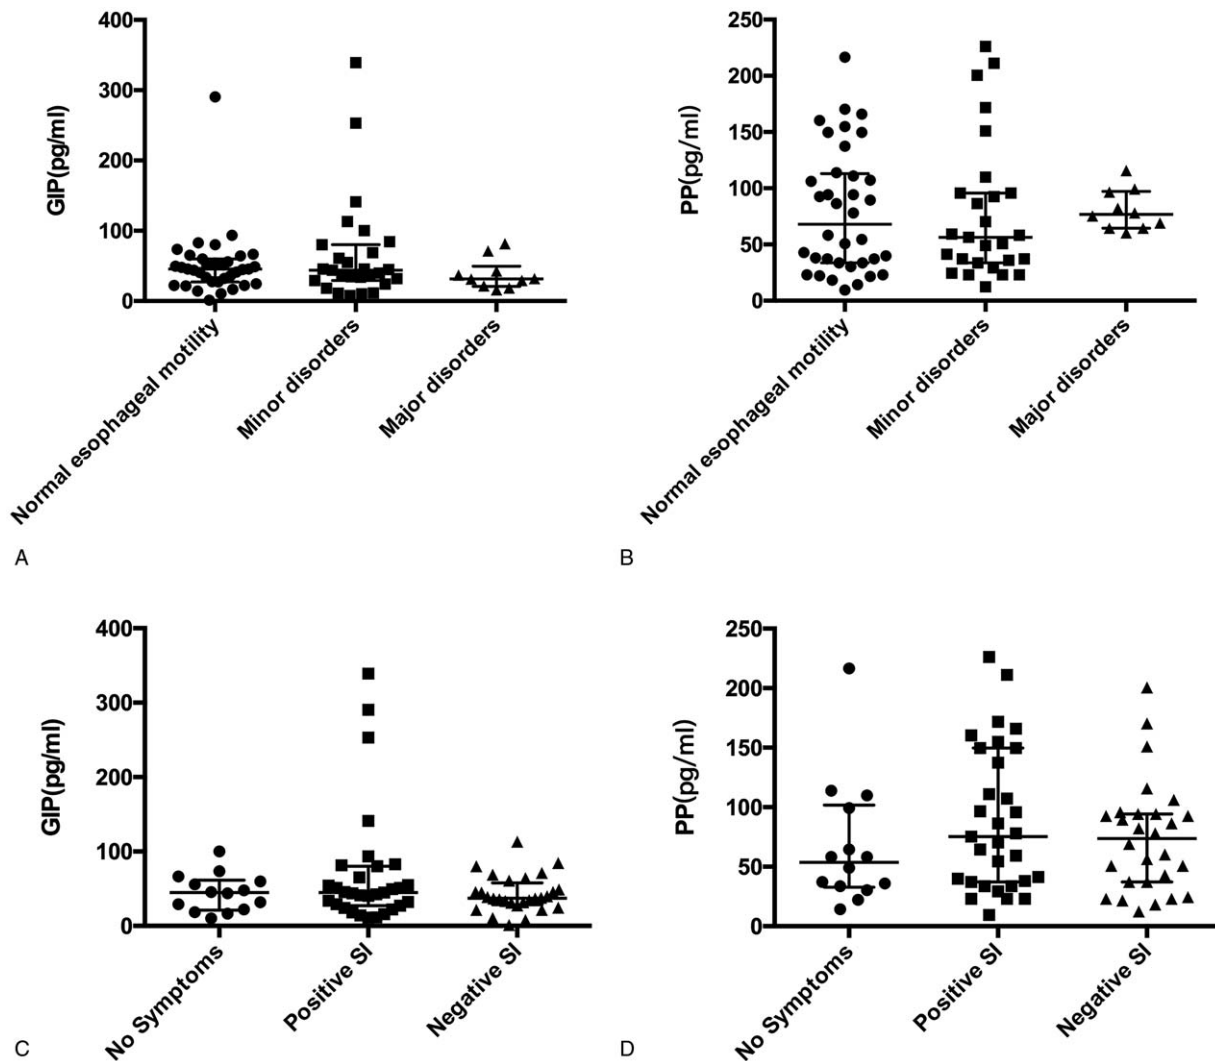 400
300
200
100
0
GIP(pg/ml)
Normal esophageal motility
Minor disorders
Major disorders
A
250
200
150
100
50
0
PP(pg/ml)
Normal esophageal motility
Minor disorders
Major disorders
B
400
300
200
100
0
GIP(pg/ml)
No Symptoms
Positive SI
Negative SI
C
250
200
150
100
50
0
PP(pg/ml)
No Symptoms
Positive SI
Negative SI
D